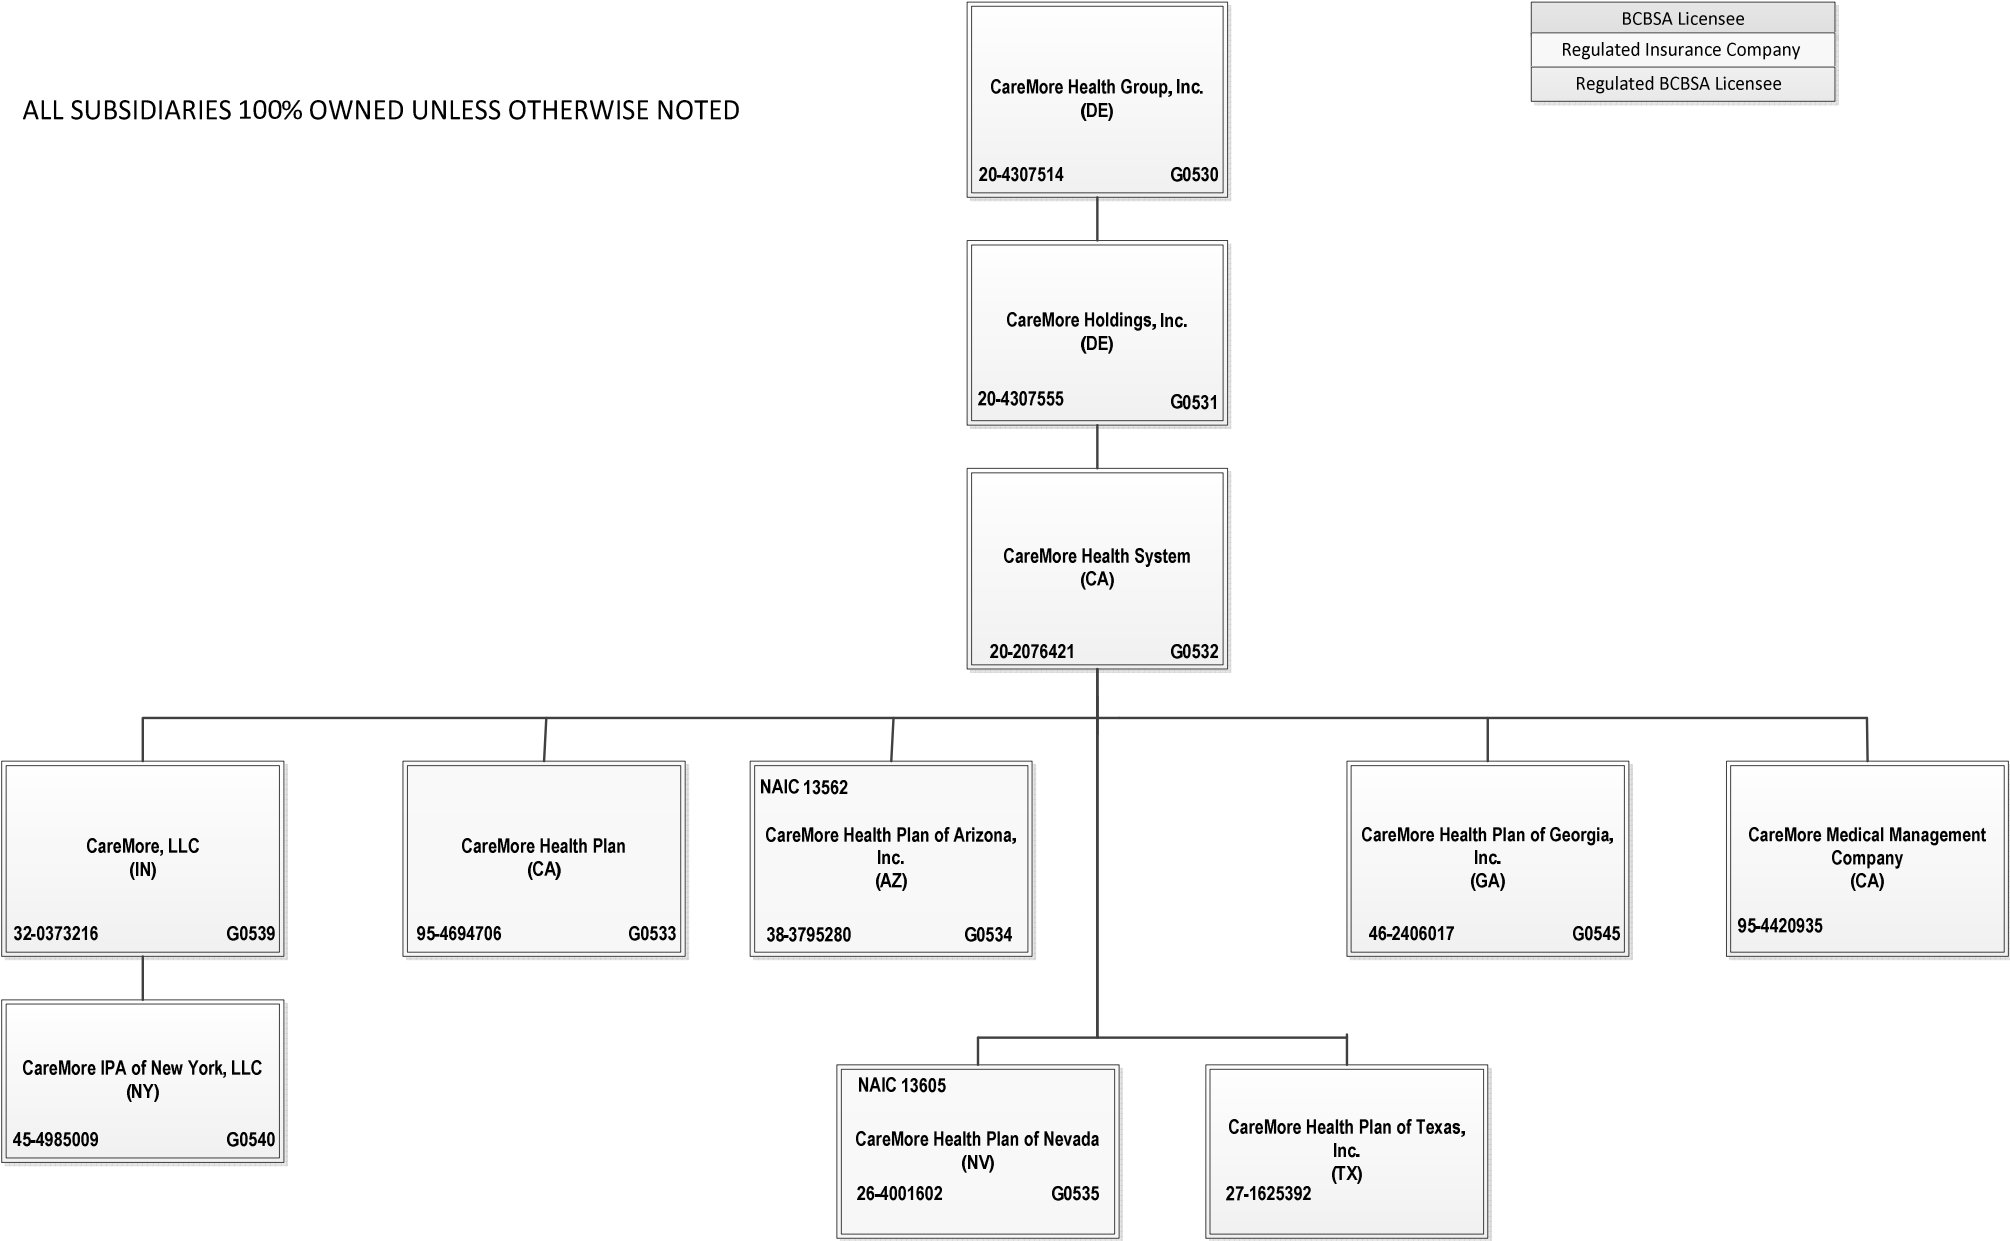 BCBSA Licensee
Regulated Insurance Company
Regulated BCBSA Licensee
ALL SUBSIDIARIES 100% OWNED UNLESS OTHERWISE NOTED
CareMore Health Group, Inc.
(DE)
20-4307514 G0530
CareMore Holdings, Inc.
(DE)
20-4307555 G0531
CareMore Health System
(CA)
20-2076421 G0532
CareMore, LLC
(IN)
32-0373216 G0539
CareMore Health Plan
(CA)
95-4694706 G0533
NAIC 13562
CareMore Health Plan of Arizona,
Inc.
(AZ)
38-3795280 G0534
CareMore Health Plan of Georgia,
Inc.
(GA)
46-2406017 G0545
CareMore Medical Management
Company
(CA)
95-4420935
CareMore IPA of New York, LLC
(NY)
45-4985009 G0540
NAIC 13605
CareMore Health Plan of Nevada
(NV)
26-4001602 G0535
CareMore Health Plan of Texas,
Inc.
(TX)
27-1625392